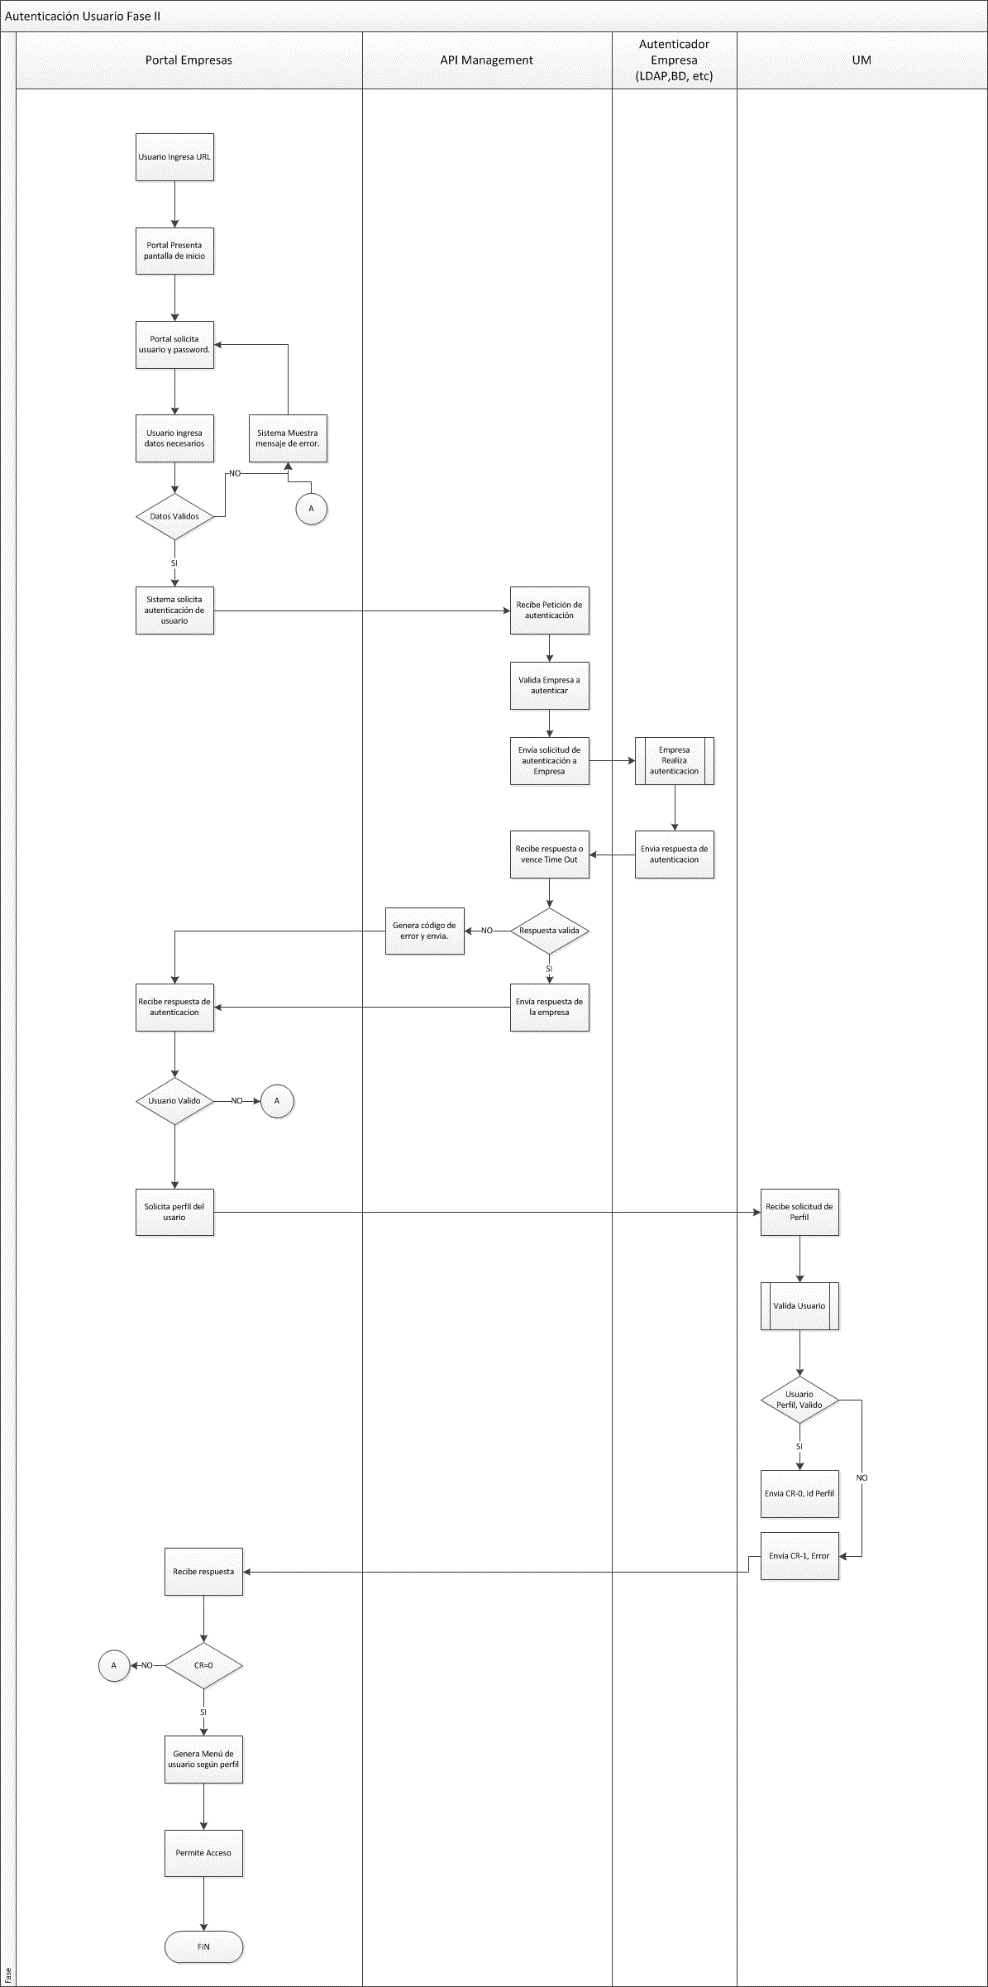 Autenticación Usuario Fase II
Portal Empresas
API Management
Autenticador
Empresa
(LDAP,BD, etc)
UM
Usuario Ingresa URL
Portal Presenta
pantalla de inicio
Portal solicita
usuario y password.
Usuario ingresa
datos necesarios
Sistema Muestra
mensaje de error.
NO
A
Datos Validos
SI
Sistema solicita
autenticación de
usuario
Recibe Petición de
autenticación
Valida Empresa a
autenticar
Envía solicitud de
autenticación a
Empresa
Empresa
Realiza
autenticacion
Recibe respuesta o
vence Time Out
Envia respuesta de
autenticacion
Genera código de
error y envia.
NO
Respuesta valida
SI
Recibe respuesta de
autenticacion
Envía respuesta de
la empresa
Usuario Valido
NO
A
Solicita perfil del
usario
Recibe solicitud de
Perfil
Valida Usuario
Usuario
Perfil, Valido
SI
NO
Envia CR-0, Id Perfil
Envía CR-1, Error
Recibe respuesta
A
NO
CR=0
SI
Genera Menú de
usuario según perfil
Permite Acceso
FIN
Fase